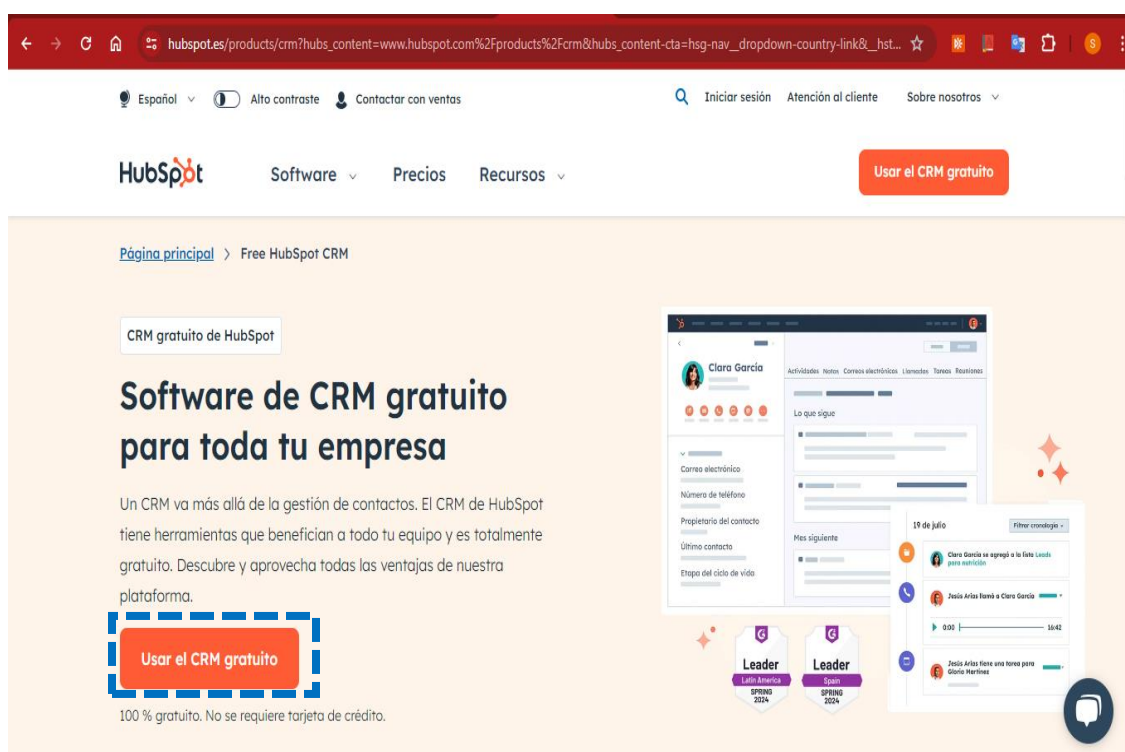 hubspot.es/products/crm?hubs_content=www.hubspot.com%2Fproducts%2Fcrm&hubs_content-cta=hsg-nav__dropdown-country-link&__hst...
S
Español
Alto contraste
Contactar con ventas
Iniciar sesión
Atención al cliente
Sobre nosotros
HubSpot
Software
Precios
Recursos
Usar el CRM gratuito
Página principal > Free HubSpot CRM
CRM gratuito de HubSpot
Software de CRM gratuito
para toda tu empresa
Un CRM va más allá de la gestión de contactos. El CRM de HubSpot
tiene herramientas que benefician a todo tu equipo y es totalmente
gratuito. Descubre y aprovecha todas las ventajas de nuestra
plataforma.
Usar el CRM gratuito
100 % gratuito. No se requiere tarjeta de crédito.
Clara García
Correo electrónico
Número de teléfono
Propietario del contacto
Último contacto
Etapa del ciclo de vida
Actividades Notas Correos electrónicos Llamadas Tareas Reuniones
Lo que sigue
Mes siguiente
19 de julio
Filtrar cronología
Clara García se agregó a la lista Leads
para nutrición
Jesús Arias llamó a Clara García
0:00
16:42
Jesús Arias tiene una tarea para
Gloria Martínez
G
Leader
Latin America
SPRING
2024
G
Leader
Spain
SPRING
2024